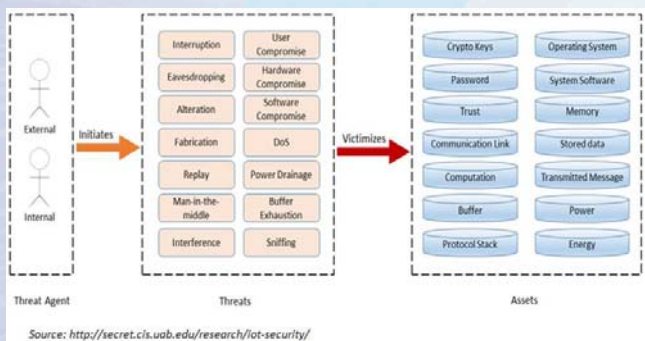 External
Internal
Threat Agent
Initiates
Interruption
User
Compromise
Eavesdropping
Hardware
Compromise
Alteration
Software
Compromise
Fabrication
DoS
Replay
Power Drainage
Man-in-the-
middle
Buffer
Exhaustion
Interference
Sniffing
Threats
Victimizes
Crypto Keys
Operating System
Password
System Software
Trust
Memory
Communication Link
Stored data
Computation
Transmitted Message
Buffer
Power
Protocol Stack
Energy
Assets
Source: http://secret.cis.uab.edu/research/iot-security/